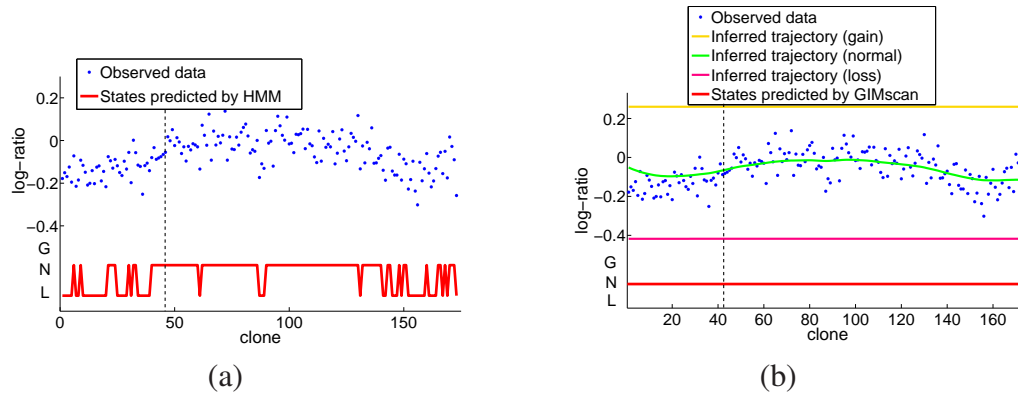 Observed data
States predicted by HMM
log−ratio
0.2
0
−0.2
−0.4
G
N
L
0 50 100 150
clone
(a)
Observed data
Inferred trajectory (gain)
Inferred trajectory (normal)
Inferred trajectory (loss)
States predicted by GIMscan
log−ratio
0.2
0
−0.2
−0.4
G
N
L
20 40 60 80 100 120 140 160
clone
(b)